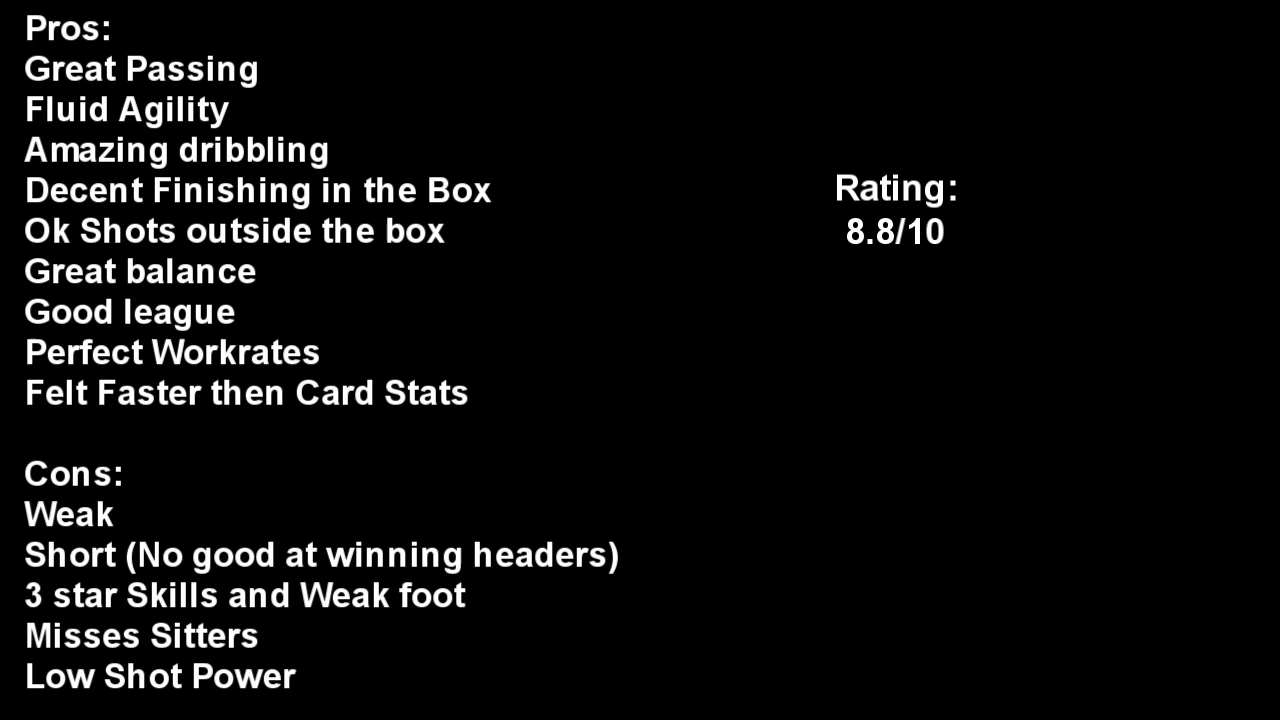 Pros:
Great Passing
Fluid Agility
Amazing dribbling
Decent Finishing in the Box
Ok Shots outside the box
Great balance
Good league
Perfect Workrates
Felt Faster then Card Stats
Cons:
Weak
Short (No good at winning headers)
3 star Skills and Weak foot
Misses Sitters
Low Shot Power
Rating:
8.8/10